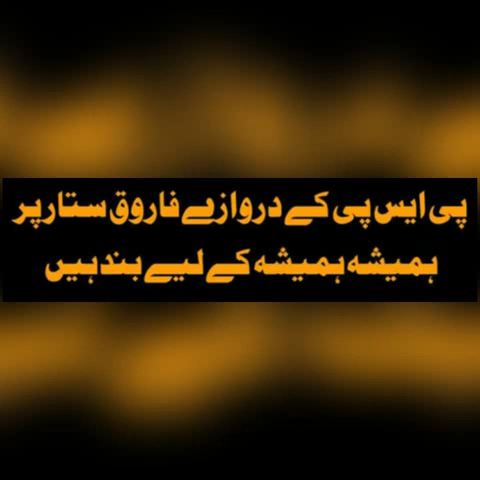 پی ایس پی کے دروازے فاروق ستار پر
ہمیشہ ہمیشہ کے لیے بند ہیں